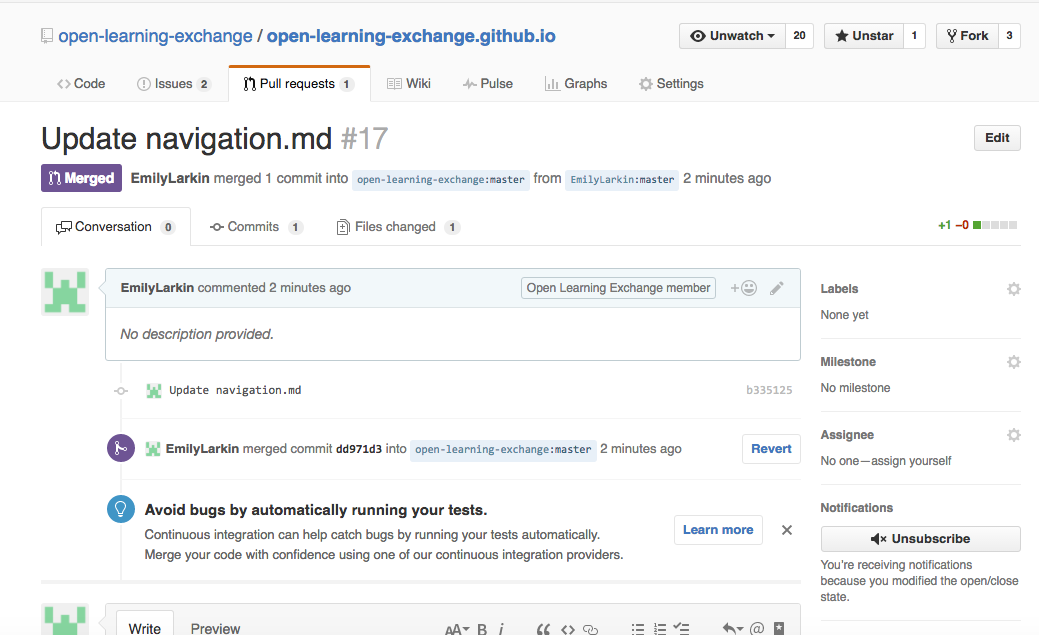 open-learning-exchange / open-learning-exchange.github.io
Unwatch 20 Unstar 1 Fork 3
Code Issues 2 Pull requests 1 Wiki Pulse Graphs Settings
Update navigation.md #17
Edit
Merged EmilyLarkin merged 1 commit into open-learning-exchange:master from EmilyLarkin:master 2 minutes ago
Conversation 0 Commits 1 Files changed 1
+1 −0
EmilyLarkin commented 2 minutes ago Open Learning Exchange member
No description provided.
Update navigation.md b335125
EmilyLarkin merged commit dd971d3 into open-learning-exchange:master 2 minutes ago Revert
Avoid bugs by automatically running your tests.
Continuous integration can help catch bugs by running your tests automatically.
Merge your code with confidence using one of our continuous integration providers.
Learn more
Write Preview AA B i
Labels
None yet
Milestone
No milestone
Assignee
No one—assign yourself
Notifications
Unsubscribe
You're receiving notifications
because you modified the open/close
state.